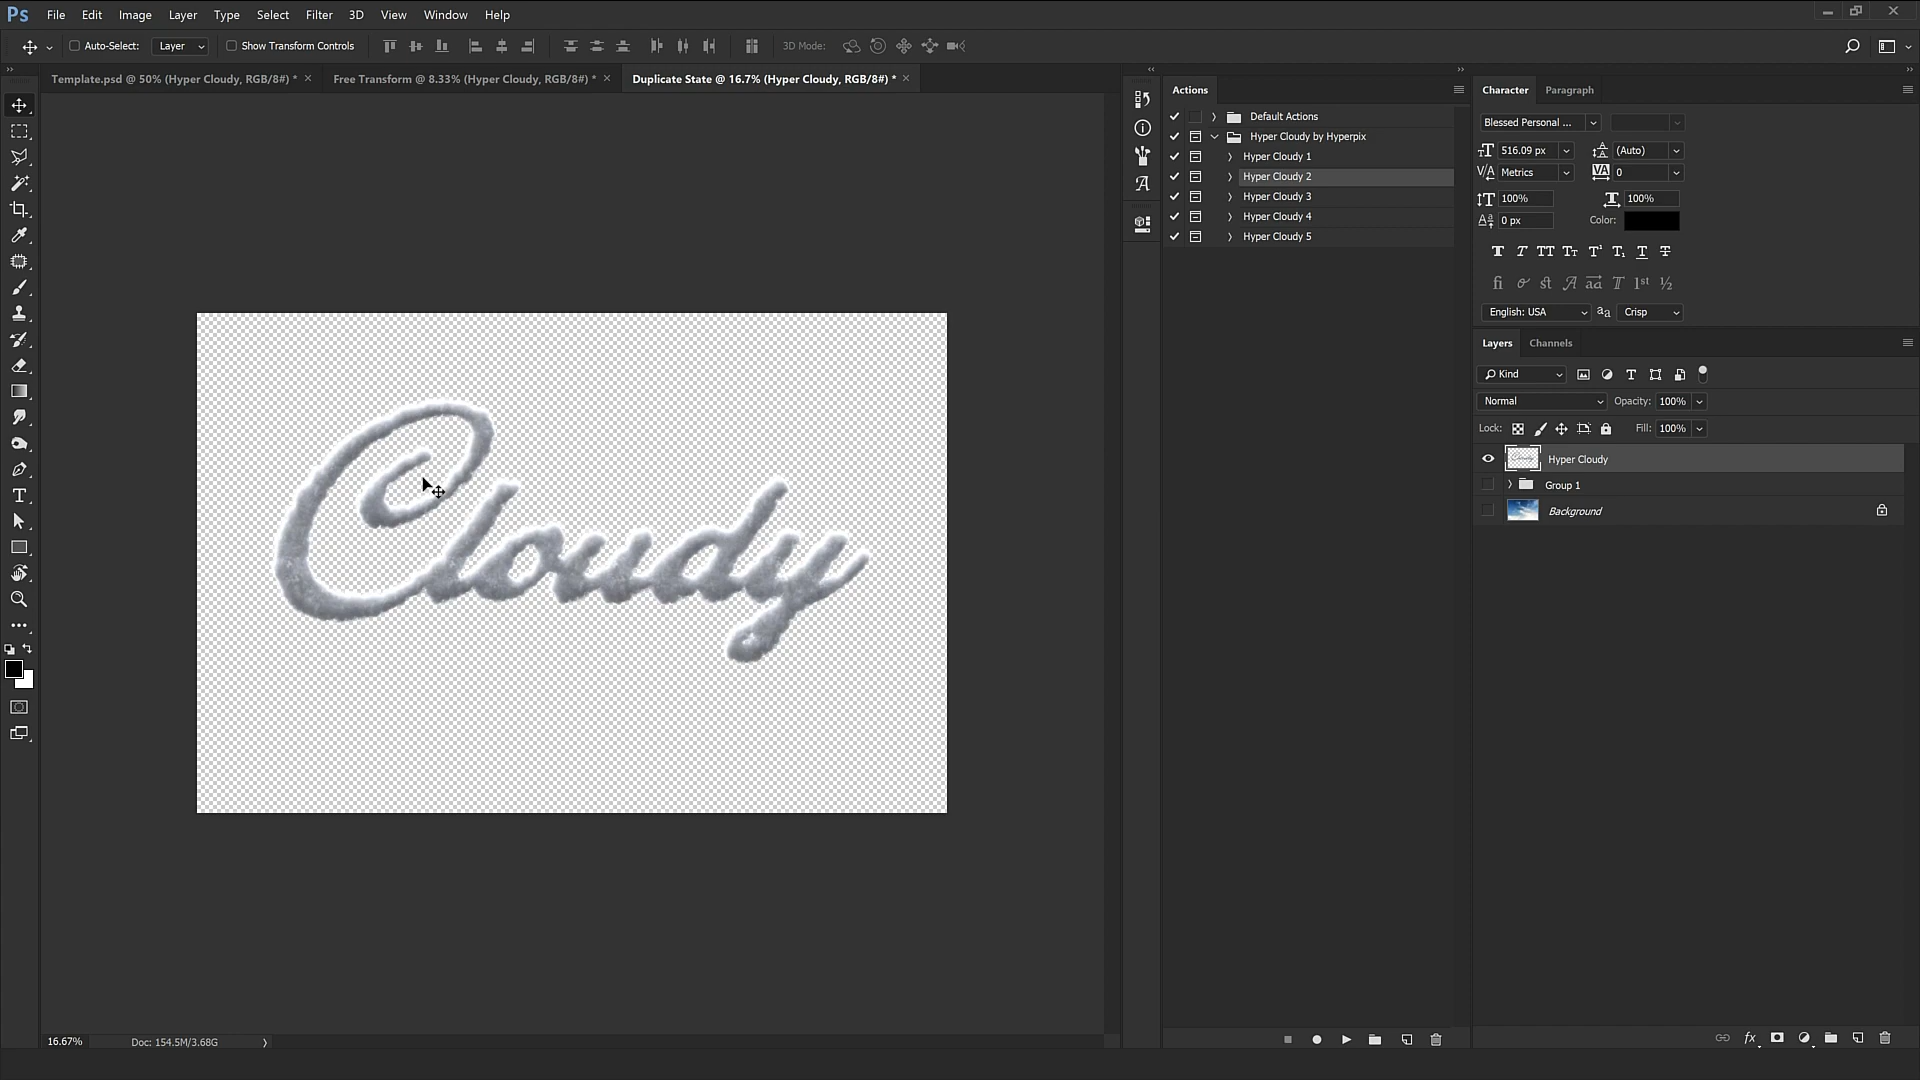 Ps File Edit Image Layer Type Select Filter 3D View Window Help
Auto-Select: Layer Show Transform Controls 3D Mode:
Template.psd @ 50% (Hyper Cloudy, RGB/8#) * × Free Transform @ 8.33% (Hyper Cloudy, RGB/8#) * × Duplicate State @ 16.7% (Hyper Cloudy, RGB/8#) * ×
Actions
Default Actions
Hyper Cloudy by Hyperpix
Hyper Cloudy 1
Hyper Cloudy 2
Hyper Cloudy 3
Hyper Cloudy 4
Hyper Cloudy 5
Character Paragraph
Blessed Personal ...
516.09 px (Auto)
Metrics 0
100% 100%
0 px Color:
English: USA aa Crisp
Layers Channels
Kind
Normal Opacity: 100%
Lock: Fill: 100%
Hyper Cloudy
Group 1
Background
Cloudy
16.67% Doc: 154.5M/3.68G
fx